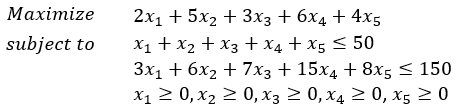 Maximize 2x₁ + 5x₂ + 3x₃ + 6x₄ + 4x₅
subject to x₁ + x₂ + x₃ + x₄ + x₅ ≤ 50
3x₁ + 6x₂ + 7x₃ + 15x₄ + 8x₅ ≤ 150
x₁ ≥ 0, x₂ ≥ 0, x₃ ≥ 0, x₄ ≥ 0, x₅ ≥ 0